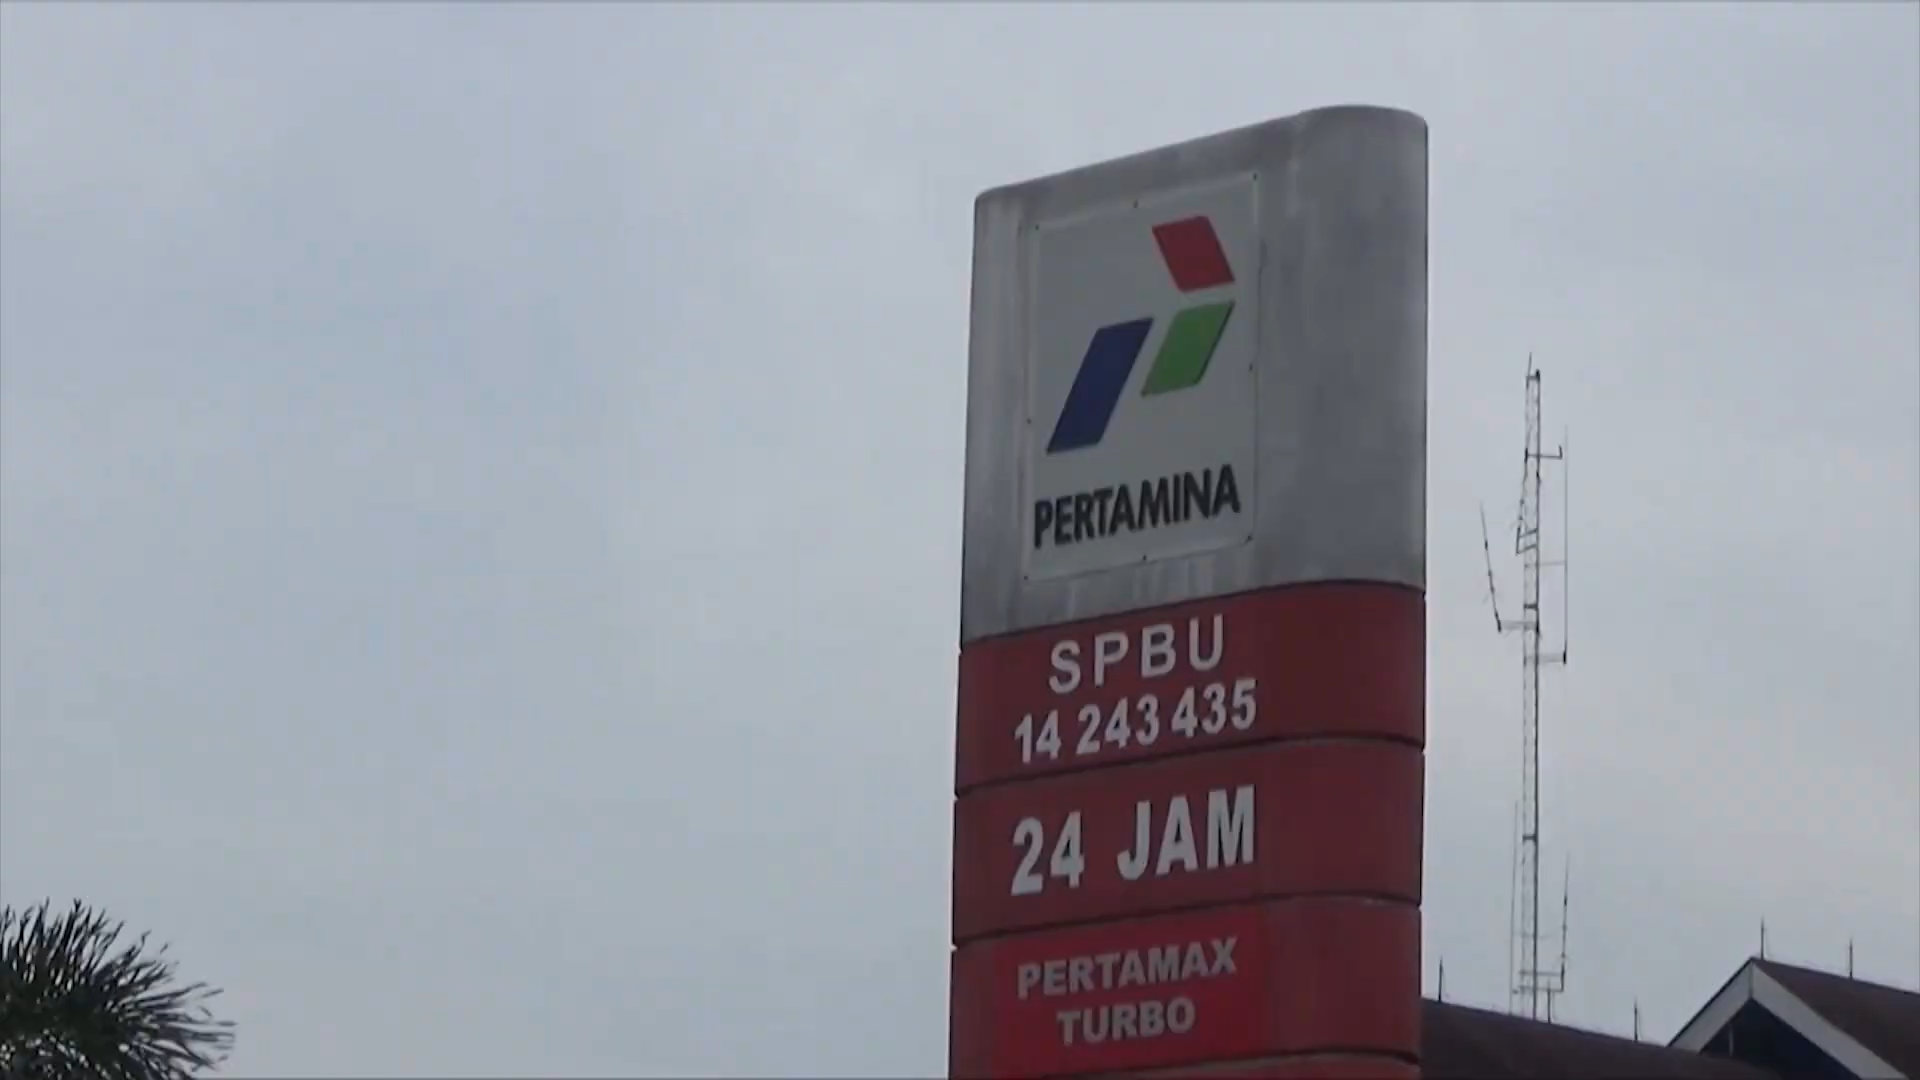 PERTAMINA
SPBU
14 243 435
24 JAM
PERTAMAX
TURBO